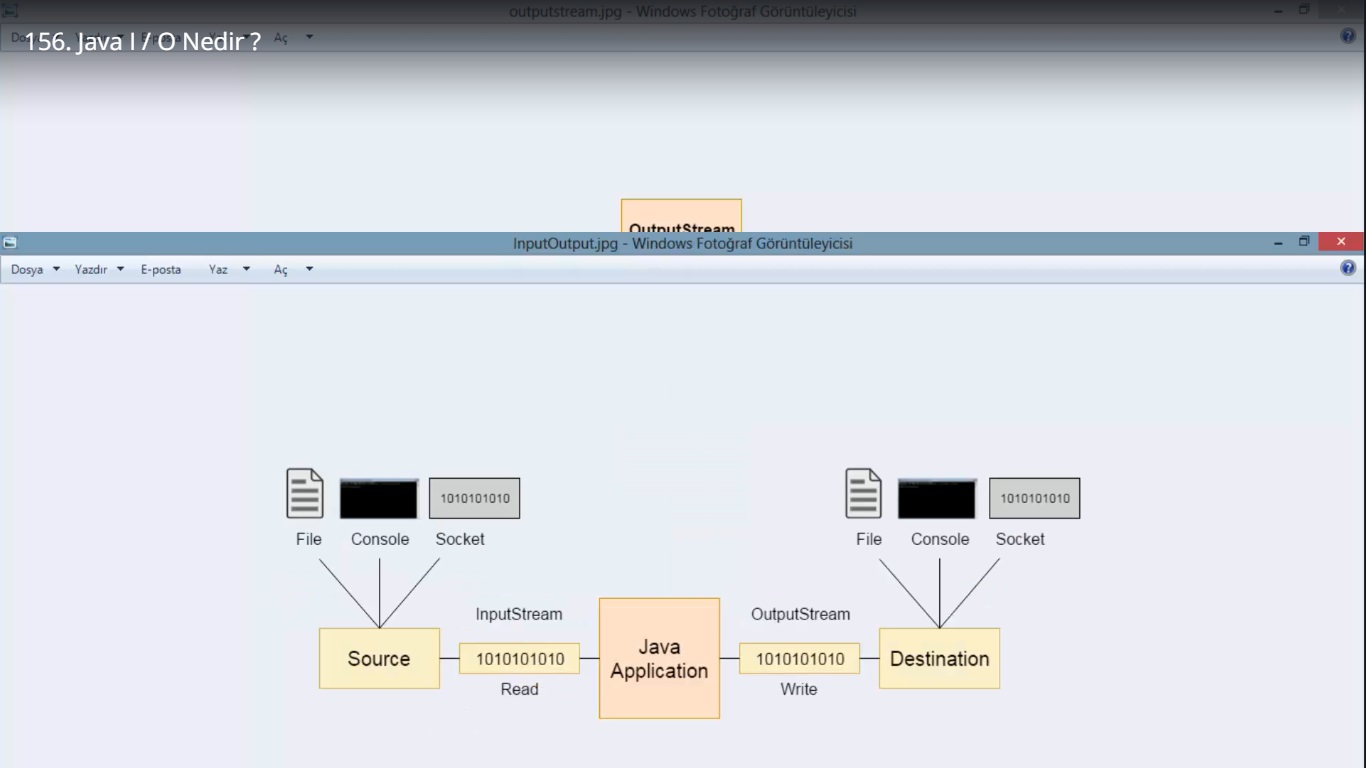 outputstream.jpg - Windows Fotoğraf Görüntüleyicisi
156. Java I / O Nedir ?
Aç
OutputStream
InputOutput.jpg - Windows Fotoğraf Görüntüleyicisi
Dosya Yazdır E-posta Yaz Aç
1010101010 1010101010
File Console Socket File Console Socket
InputStream OutputStream
Source 1010101010 Java Application 1010101010 Destination
Read Write